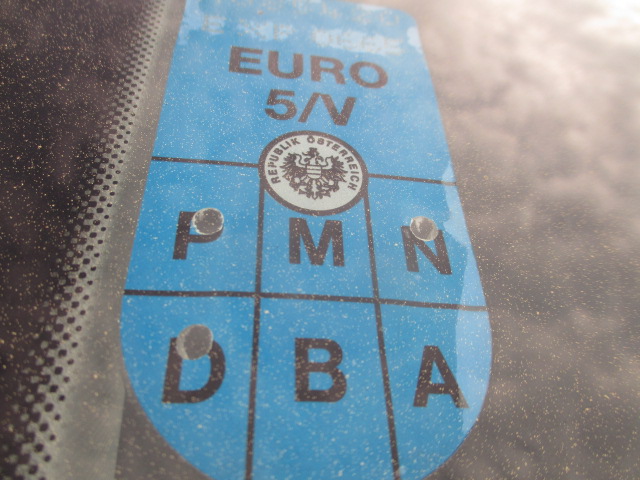 EURO
5/V
REPUBLIK ÖSTERREICH
P M N
D B A